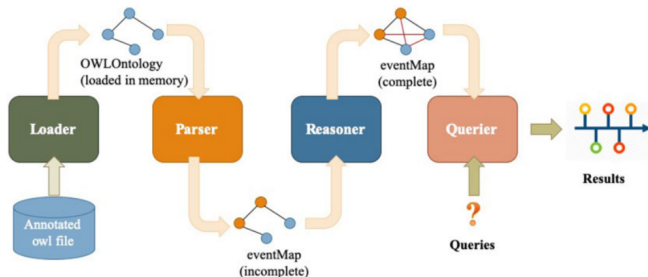 OWLOntology
(loaded in memory)
eventMap
(complete)
Loader
Parser
Reasoner
Querier
Results
Annotated
owl file
eventMap
(incomplete)
?
Queries